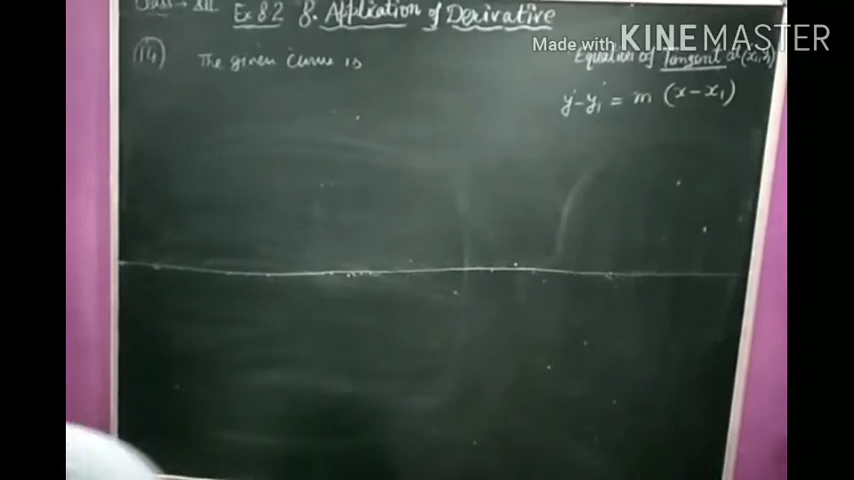 Class → XII Ex 8.2 8. Application of Derivative
Made with KINEMASTER
(14) The given curve is
Equation of Tangent at (x₁, y₁)
y - y₁ = m (x - x₁)